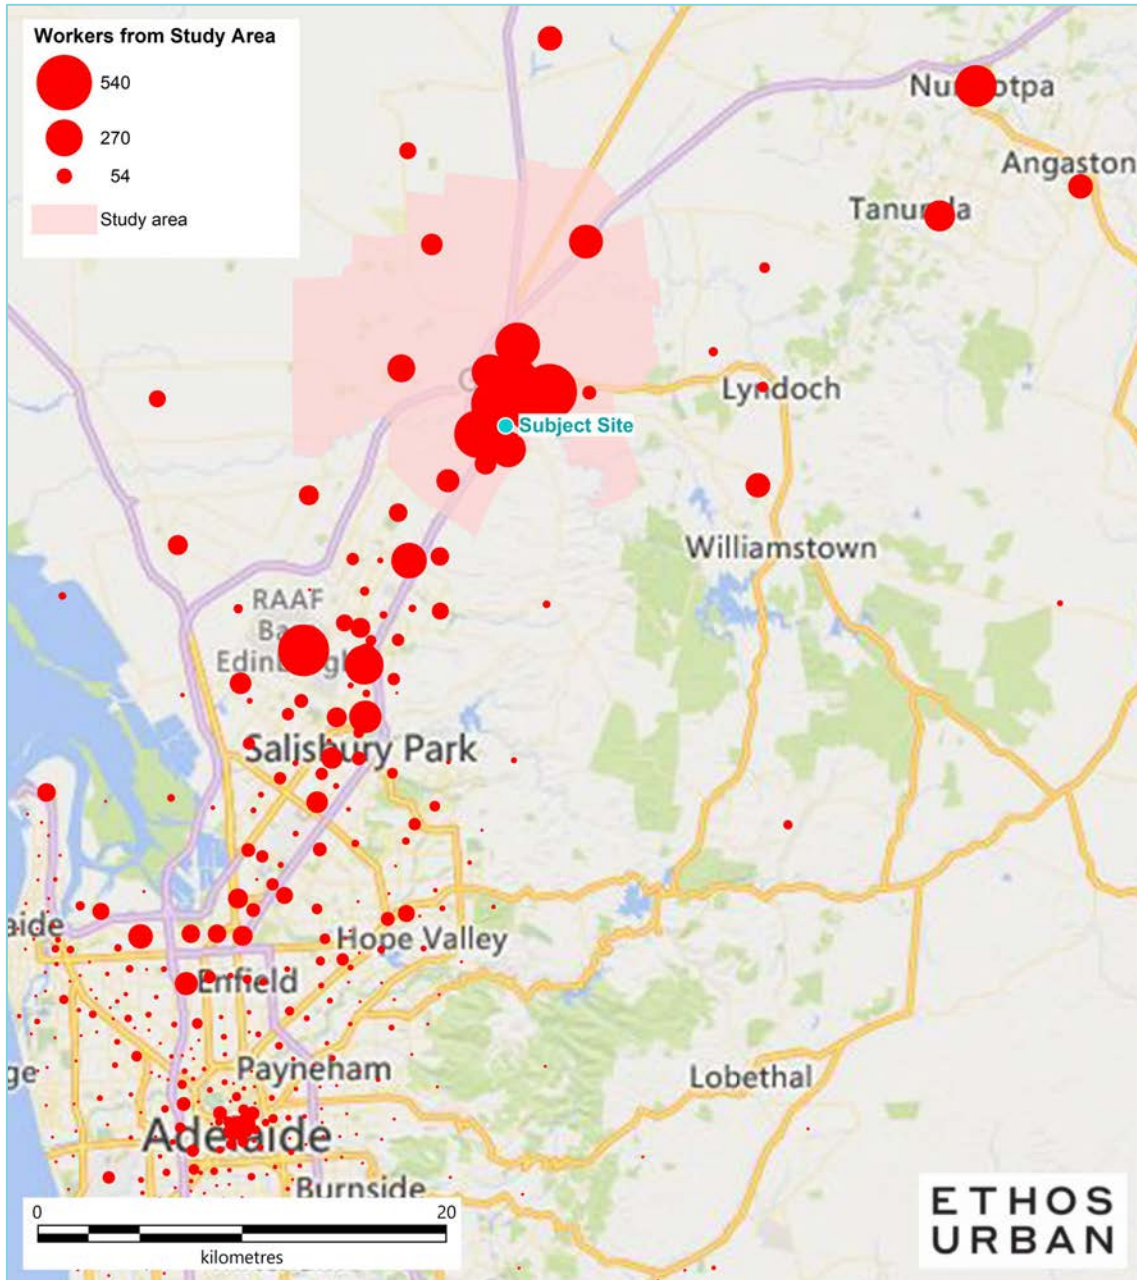 Workers from Study Area
540
270
54
Study area
Angaston
Lyndoch
Subject Site
Williamstown
RAAF
Salisbury Park
Hope Valley
Enfield
Payneham
Lobethal
Adelaide
Burnside
0 20
kilometres
ETHOS
URBAN